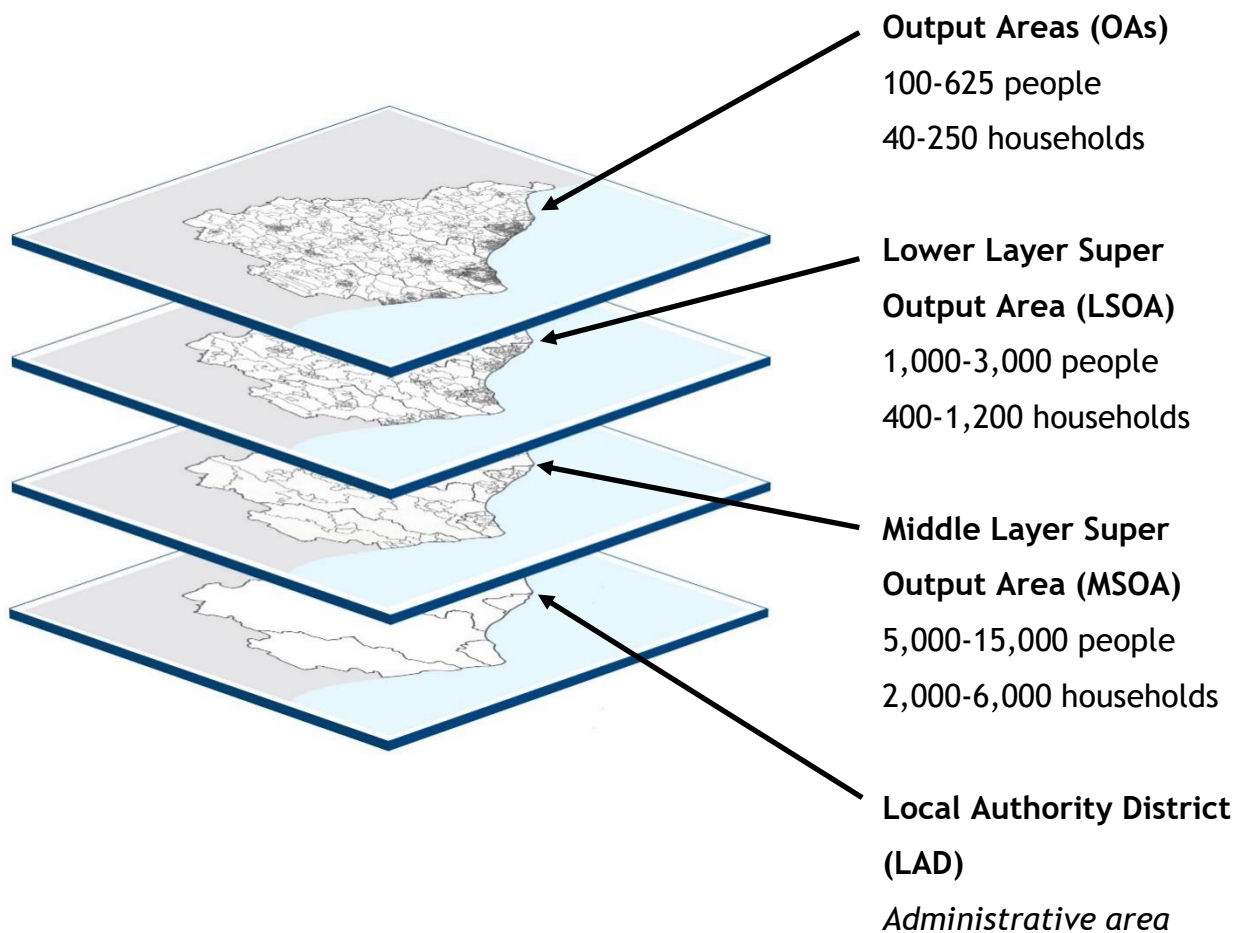 Output Areas (OAs)
100-625 people
40-250 households
Lower Layer Super
Output Area (LSOA)
1,000-3,000 people
400-1,200 households
Middle Layer Super
Output Area (MSOA)
5,000-15,000 people
2,000-6,000 households
Local Authority District
(LAD)
Administrative area